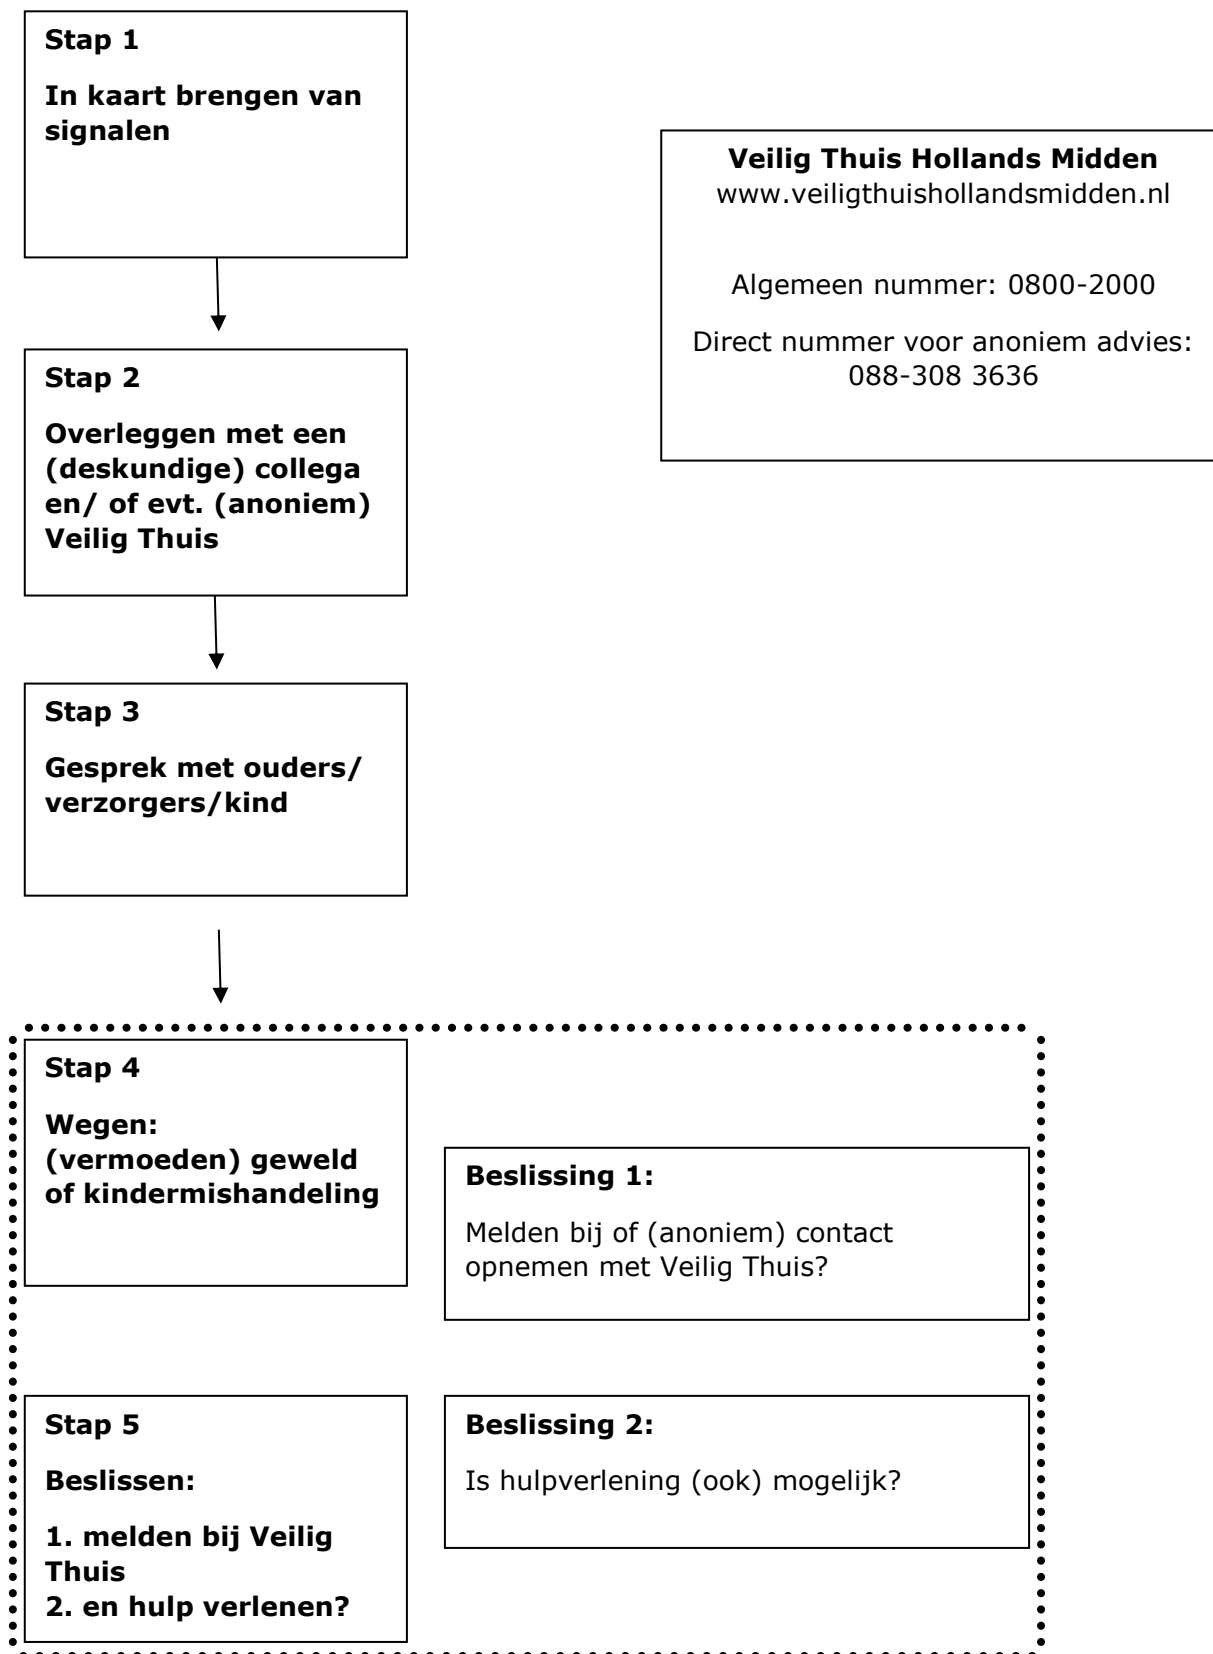 Stap 1
In kaart brengen van
signalen
Veilig Thuis Hollands Midden
www.veiligthuishollandsmidden.nl
Algemeen nummer: 0800-2000
Direct nummer voor anoniem advies:
088-308 3636
Stap 2
Overleggen met een
(deskundige) collega
en/ of evt. (anoniem)
Veilig Thuis
Stap 3
Gesprek met ouders/
verzorgers/kind
Stap 4
Wegen:
(vermoeden) geweld
of kindermishandeling
Beslissing 1:
Melden bij of (anoniem) contact
opnemen met Veilig Thuis?
Stap 5
Beslissen:
1. melden bij Veilig
Thuis
2. en hulp verlenen?
Beslissing 2:
Is hulpverlening (ook) mogelijk?